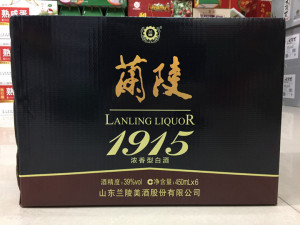 蘭陵
LANLING LIQUOR
1915
浓香型白酒
酒精度:39%vol 净含量:450mL×6
山东兰陵美酒股份有限公司